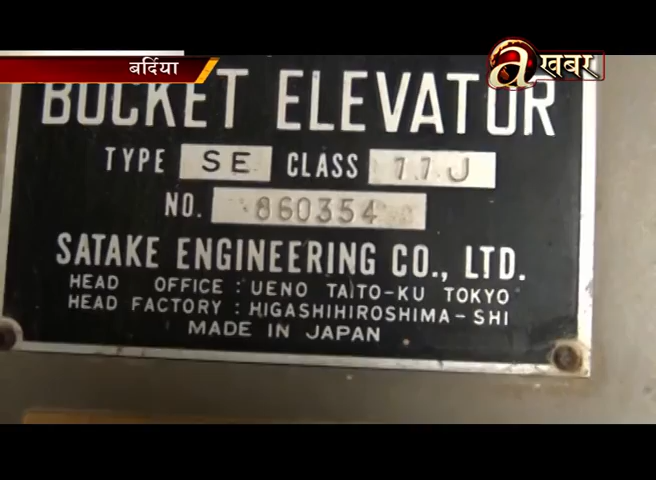 बर्दिया
a खबर
BUCKET ELEVATOR
TYPE SE CLASS 77J
NO. 860354
SATAKE ENGINEERING CO., LTD.
HEAD OFFICE : UENO TAITO-KU TOKYO
HEAD FACTORY : HIGASHIHIROSHIMA-SHI
MADE IN JAPAN